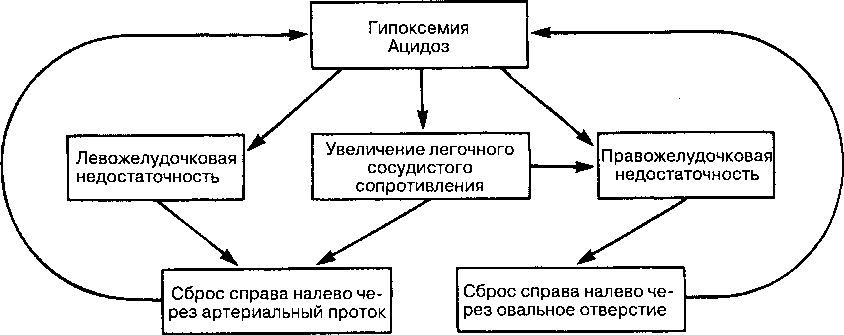 Гипоксемия
Ацидоз
Левожелудочковая
недостаточность
Увеличение легочного
сосудистого
сопротивления
Правожелудочковая
недостаточность
Сброс справа налево че-
рез артериальный проток
Сброс справа налево че-
рез овальное отверстие